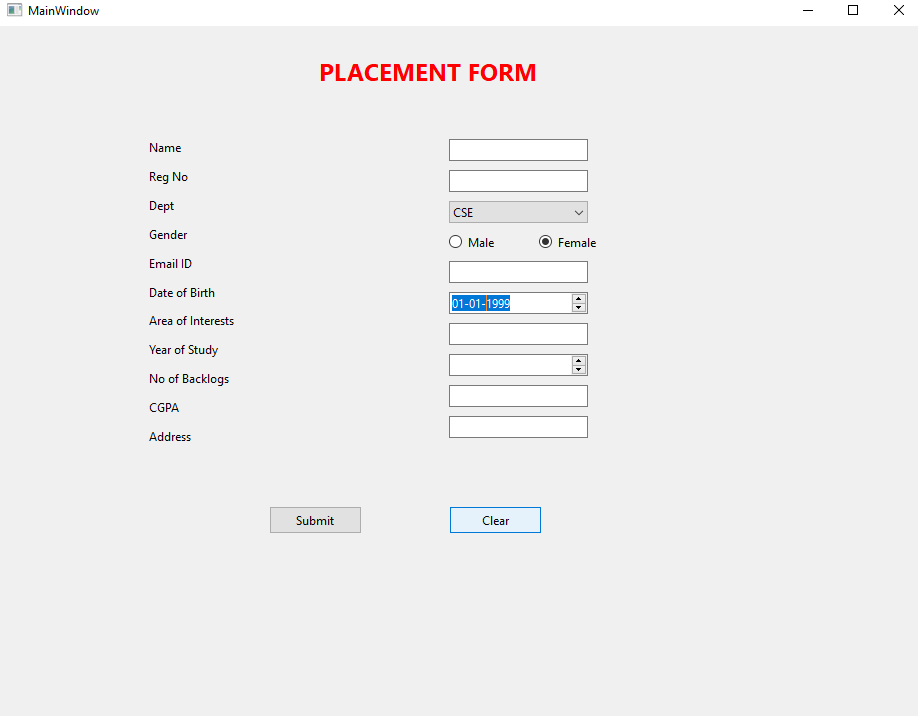 MainWindow
PLACEMENT FORM
Name
Reg No
Dept CSE
Gender Male Female
Email ID
Date of Birth 01-01-1999
Area of Interests
Year of Study
No of Backlogs
CGPA
Address
Submit Clear